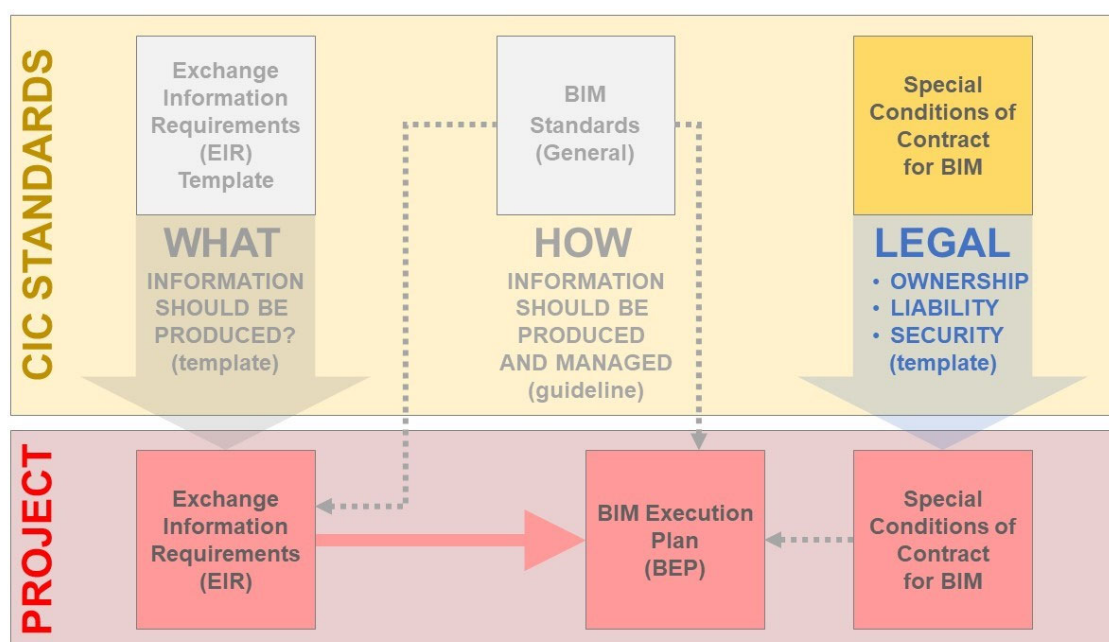 CIC STANDARDS
Exchange
Information
Requirements
(EIR)
Template
WHAT
INFORMATION
SHOULD BE
PRODUCED?
(template)
BIM
Standards
(General)
HOW
INFORMATION
SHOULD BE
PRODUCED
AND MANAGED
(guideline)
Special
Conditions of
Contract
for BIM
LEGAL
• OWNERSHIP
• LIABILITY
• SECURITY
(template)
PROJECT
Exchange
Information
Requirements
(EIR)
BIM Execution
Plan
(BEP)
Special
Conditions of
Contract
for BIM